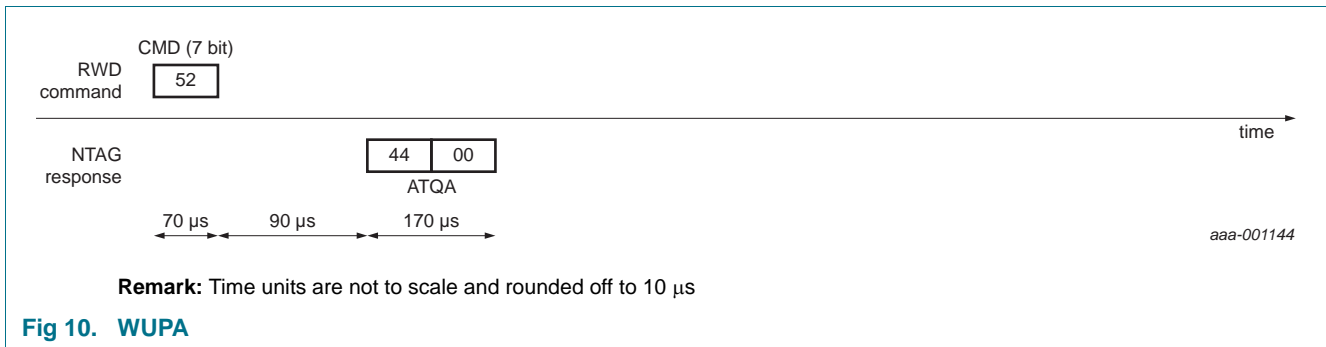 CMD (7 bit)
RWD
command
52
time
NTAG
response
44 00
ATQA
70 μs 90 μs 170 μs
aaa-001144
Remark: Time units are not to scale and rounded off to 10 μs
Fig 10. WUPA